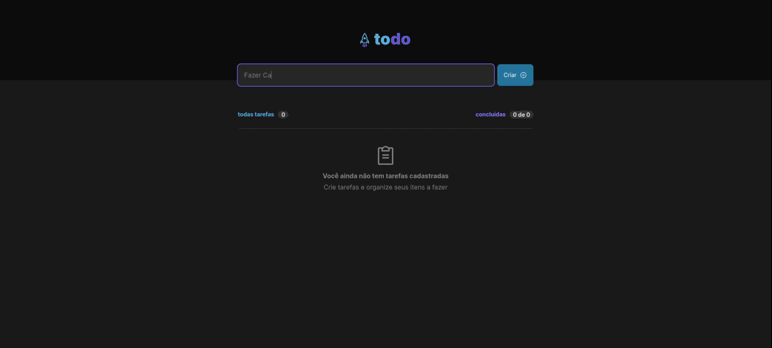 todo
Fazer Ca
Criar
todas tarefas 0
concluidas 0 de 0
Você ainda não tem tarefas cadastradas
Crie tarefas e organize seus itens a fazer